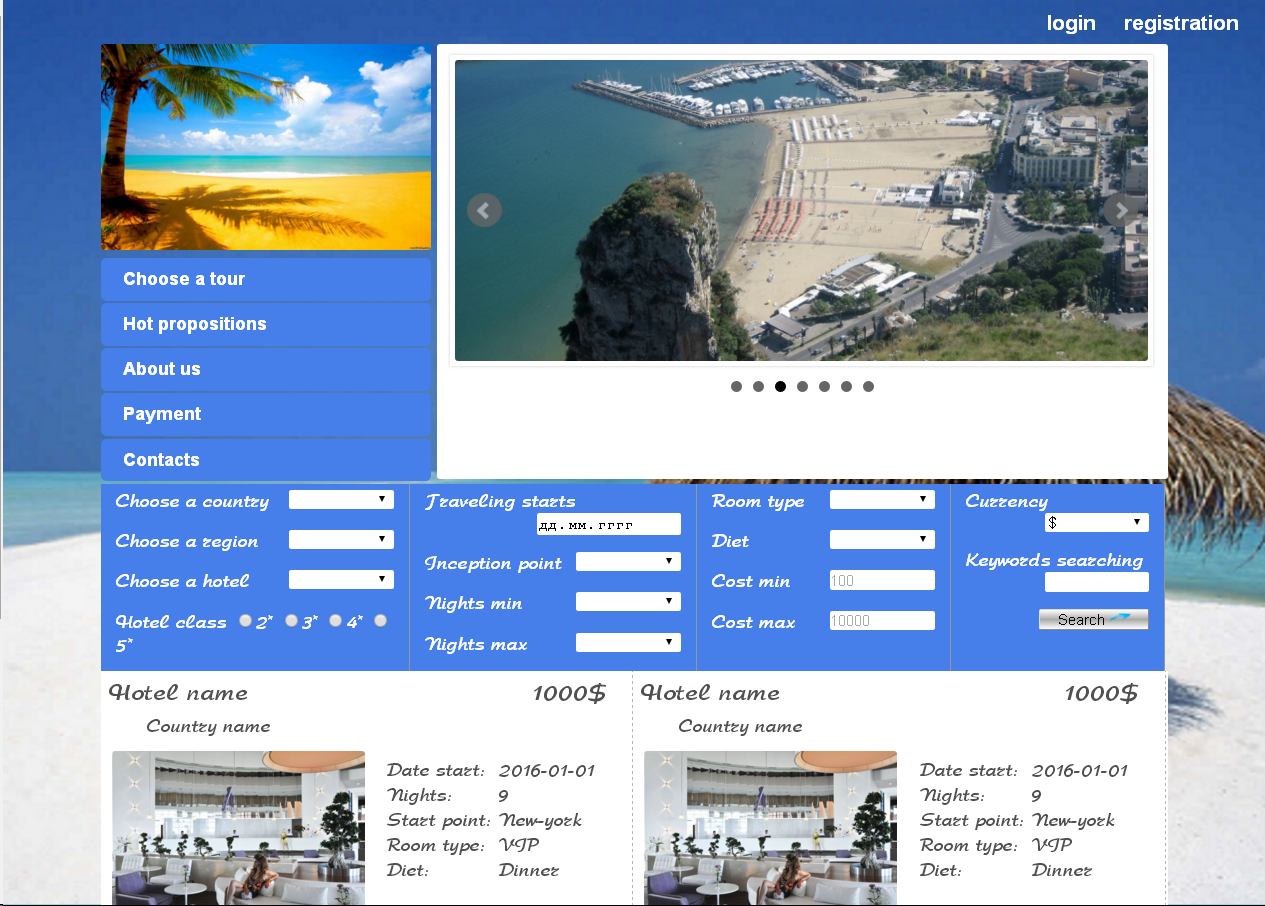 login registration
Choose a tour
Hot propositions
About us
Payment
Contacts
Choose a country
Choose a region
Choose a hotel
Hotel class 2* 3* 4*
5*
Traveling starts
дд.мм.гггг
Inception point
Nights min
Nights max
Room type
Diet
Cost min 100
Cost max 10000
Currency
$
Keywords searching
Search
Hotel name 1000$
Country name
Date start: 2016-01-01
Nights: 9
Start point: New-york
Room type: VIP
Diet: Dinner
Hotel name 1000$
Country name
Date start: 2016-01-01
Nights: 9
Start point: New-york
Room type: VIP
Diet: Dinner